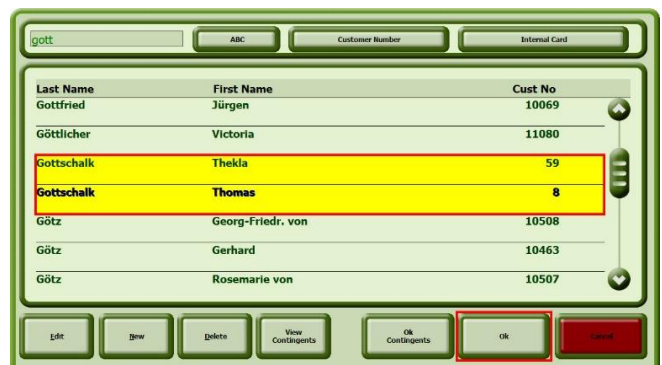 gott ABC Customer Number Internal Card
Last Name First Name Cust No
Gottfried Jürgen 10069
Göttlicher Victoria 11080
Gottschalk Thekla 59
Gottschalk Thomas 8
Götz Georg-Friedr. von 10508
Götz Gerhard 10463
Götz Rosemarie von 10507
Edit New Delete View Contingents Ok Contingents Ok Cancel